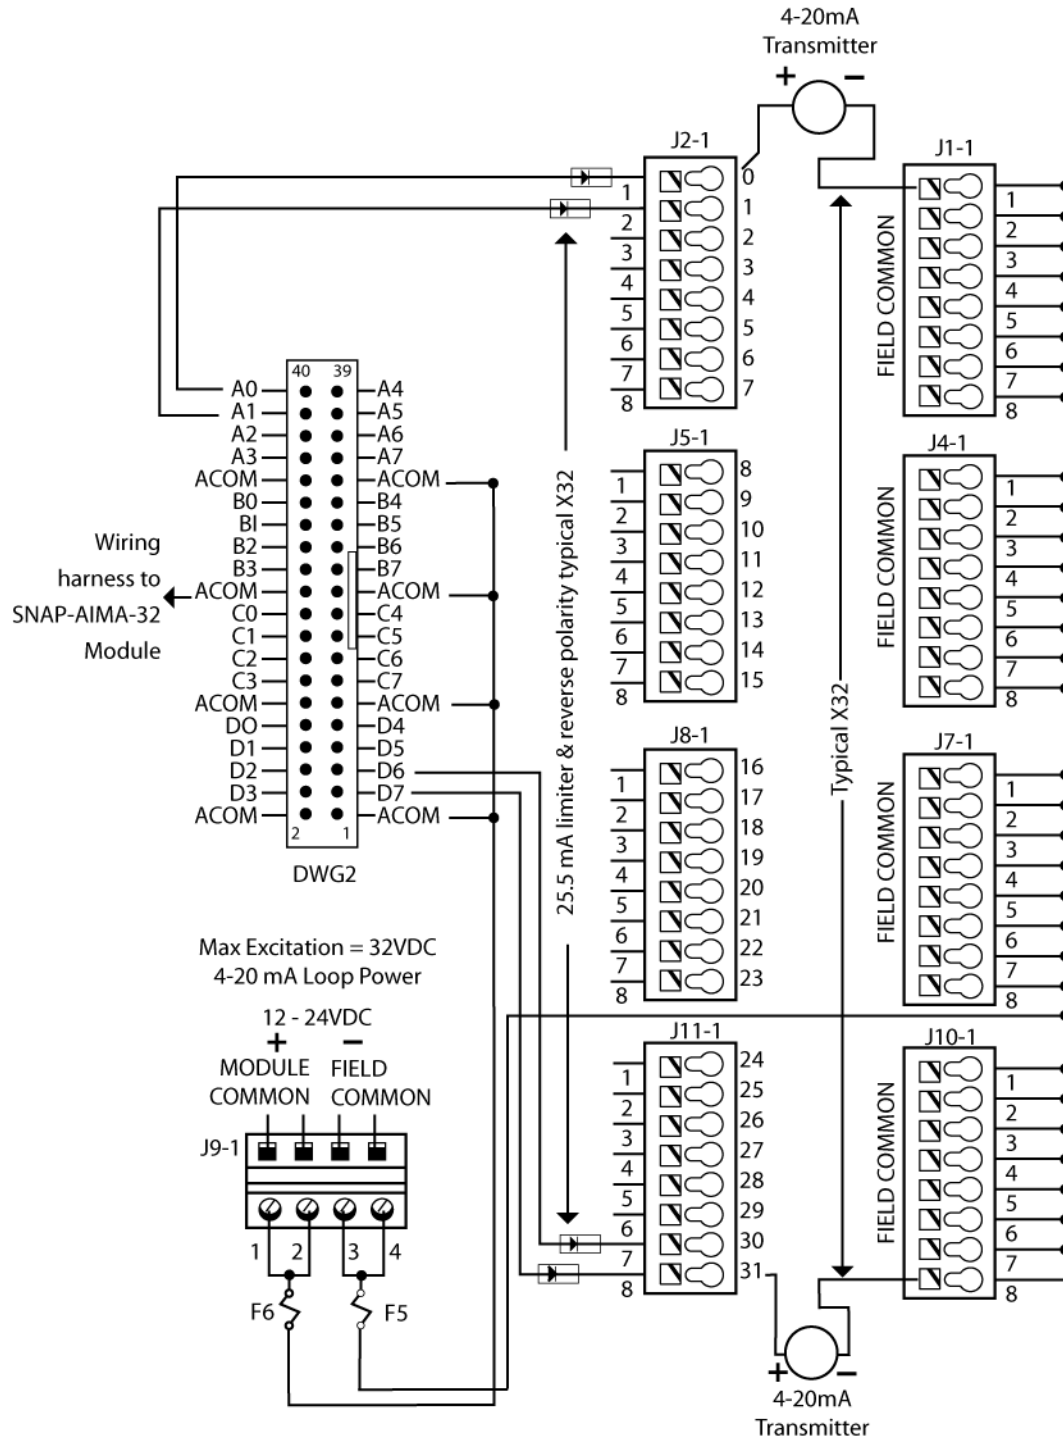 4-20mA
Transmitter
+ −
J2-1
J1-1
0
1
2
3
4
5
6
7
1
2
3
4
5
6
7
8
FIELD COMMON
1
2
3
4
5
6
7
8
40 39
A0 A4
A1 A5
A2 A6
A3 A7
ACOM ACOM
B0 B4
BI B5
B2 B6
B3 B7
ACOM ACOM
C0 C4
C1 C5
C2 C6
C3 C7
ACOM ACOM
DO D4
D1 D5
D2 D6
D3 D7
ACOM ACOM
2 1
DWG2
Wiring
harness to
SNAP-AIMA-32
Module
25.5 mA limiter & reverse polarity typical X32
Typical X32
J5-1
8
9
10
11
12
13
14
15
1
2
3
4
5
6
7
8
J4-1
FIELD COMMON
1
2
3
4
5
6
7
8
J8-1
16
17
18
19
20
21
22
23
1
2
3
4
5
6
7
8
J7-1
FIELD COMMON
1
2
3
4
5
6
7
8
Max Excitation = 32VDC
4-20 mA Loop Power
12 - 24VDC
+ −
MODULE FIELD
COMMON COMMON
J9-1
1 2 3 4
F6 F5
J11-1
24
25
26
27
28
29
30
31
1
2
3
4
5
6
7
8
J10-1
FIELD COMMON
1
2
3
4
5
6
7
8
+ −
4-20mA
Transmitter